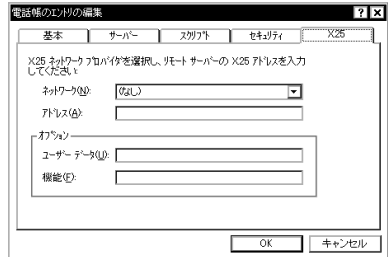 電話帳のエントリの編集
基本 サーバー スクリプト セキュリティ X25
X25 ネットワーク プロバイダを選択し、リモート サーバーの X25 アドレスを入力
してください:
ネットワーク(N): (なし)
アドレス(A):
オプション
ユーザー データ(U):
機能(F):
OK キャンセル